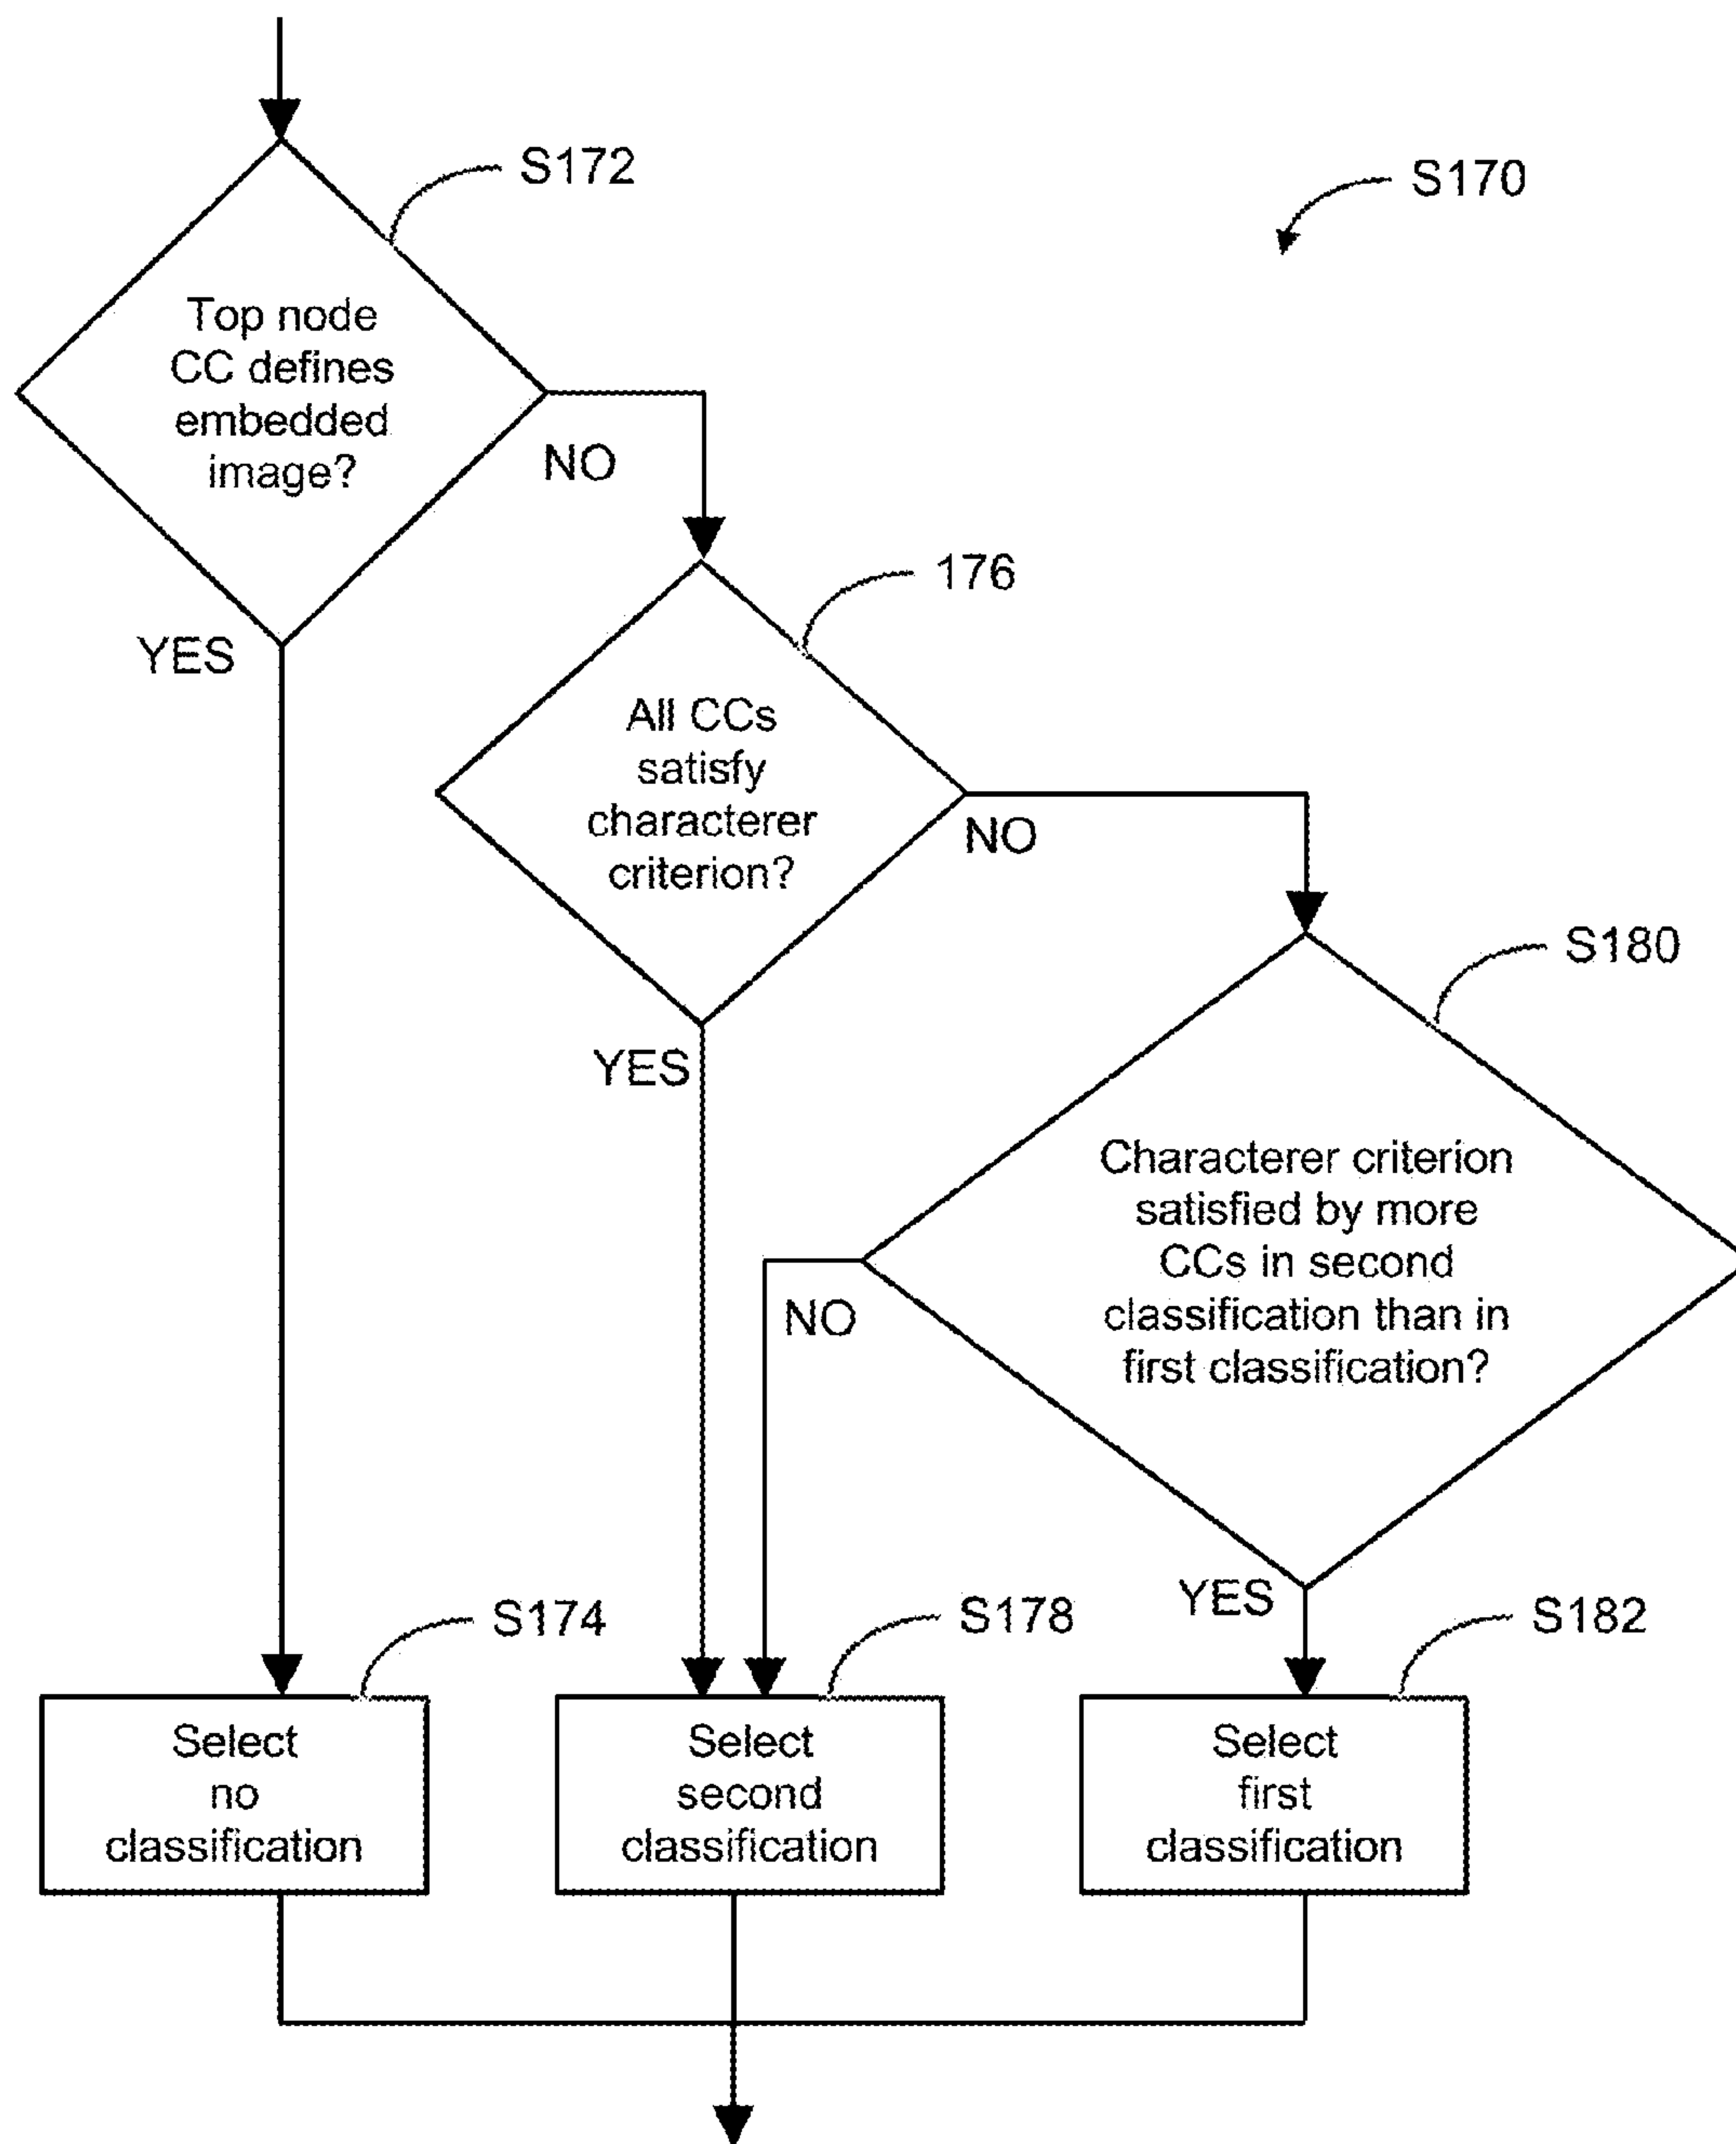 S172
S170
Top node
CC defines
embedded
image?
NO
YES
176
All CCs
satisfy
characterer
criterion?
NO
YES
S180
Characterer criterion
satisfied by more
CCs in second
classification than in
first classification?
NO
YES
S174
S178
S182
Select
no
classification
Select
second
classification
Select
first
classification